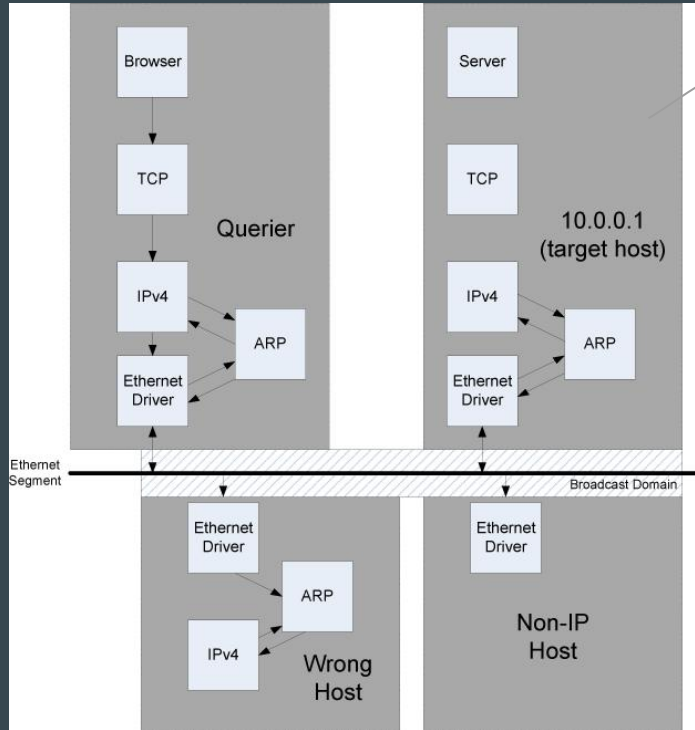 Browser
TCP
Querier
IPv4
ARP
Ethernet
Driver
Server
TCP
10.0.0.1
(target host)
IPv4
ARP
Ethernet
Driver
Ethernet
Segment
Broadcast Domain
Ethernet
Driver
ARP
IPv4
Wrong
Host
Ethernet
Driver
Non-IP
Host